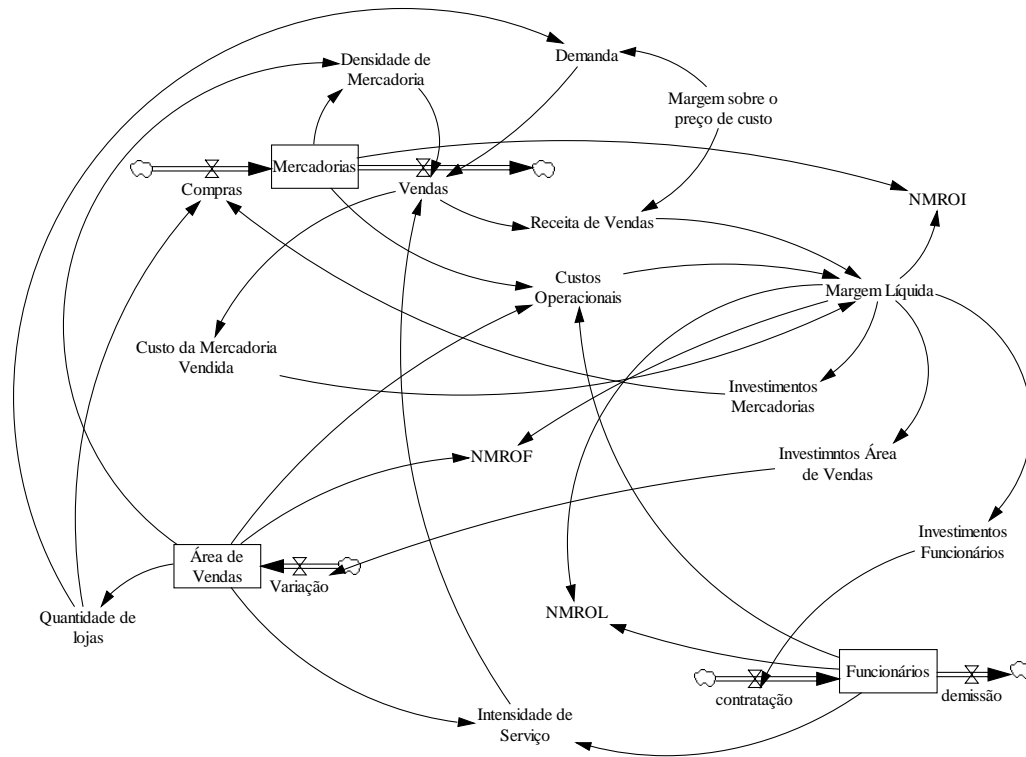 Demanda
Densidade de
Mercadoria
Margem sobre o
preço de custo
Mercadorias
Compras
Vendas
NMROI
Receita de Vendas
Custos
Operacionais
Margem Líquida
Custo da Mercadoria
Vendida
Investimentos
Mercadorias
NMROF
Investimntos Área
de Vendas
Investimentos
Funcionários
Área de
Vendas
Variação
Quantidade de
lojas
NMROL
Funcionários
contratação
demissão
Intensidade de
Serviço